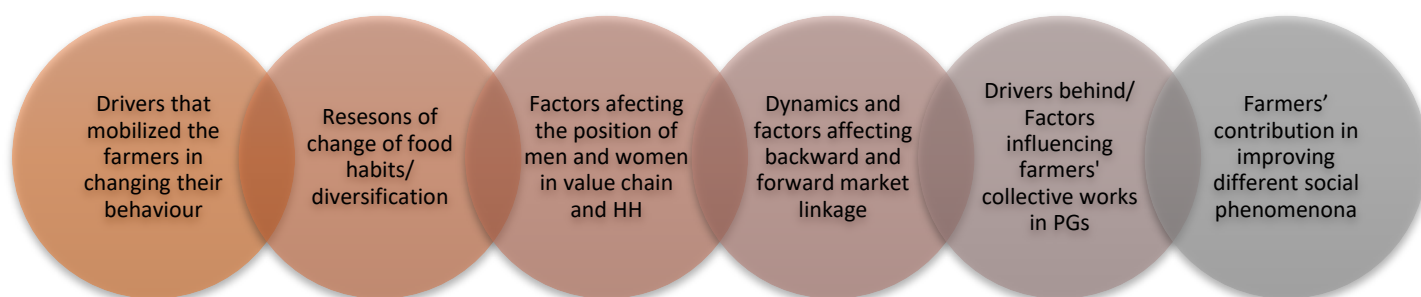 Drivers that
mobilized the
farmers in
changing their
behaviour
Resesons of
change of food
habits/
diversification
Factors afecting
the position of
men and women
in value chain
and HH
Dynamics and
factors affecting
backward and
forward market
linkage
Drivers behind/
Factors
influencing
farmers'
collective works
in PGs
Farmers’
contribution in
improving
different social
phenomenona